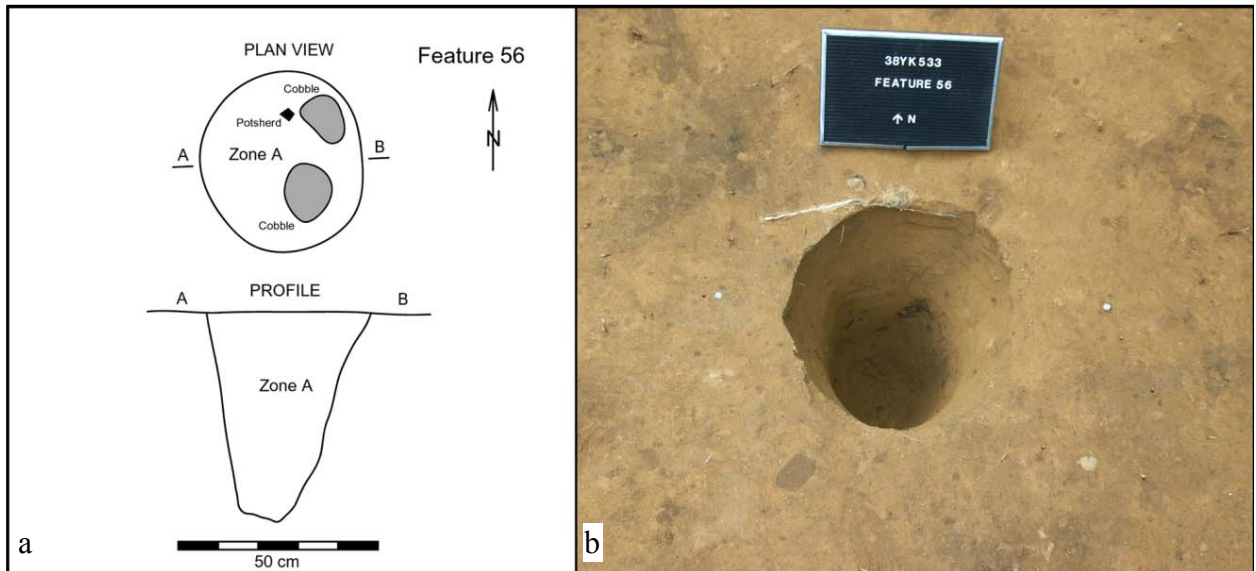 PLAN VIEW
Feature 56
Cobble
Potsherd
N
A
Zone A
B
Cobble
PROFILE
A
B
Zone A
50 cm
a
38YK533
FEATURE 56
↑ N
b